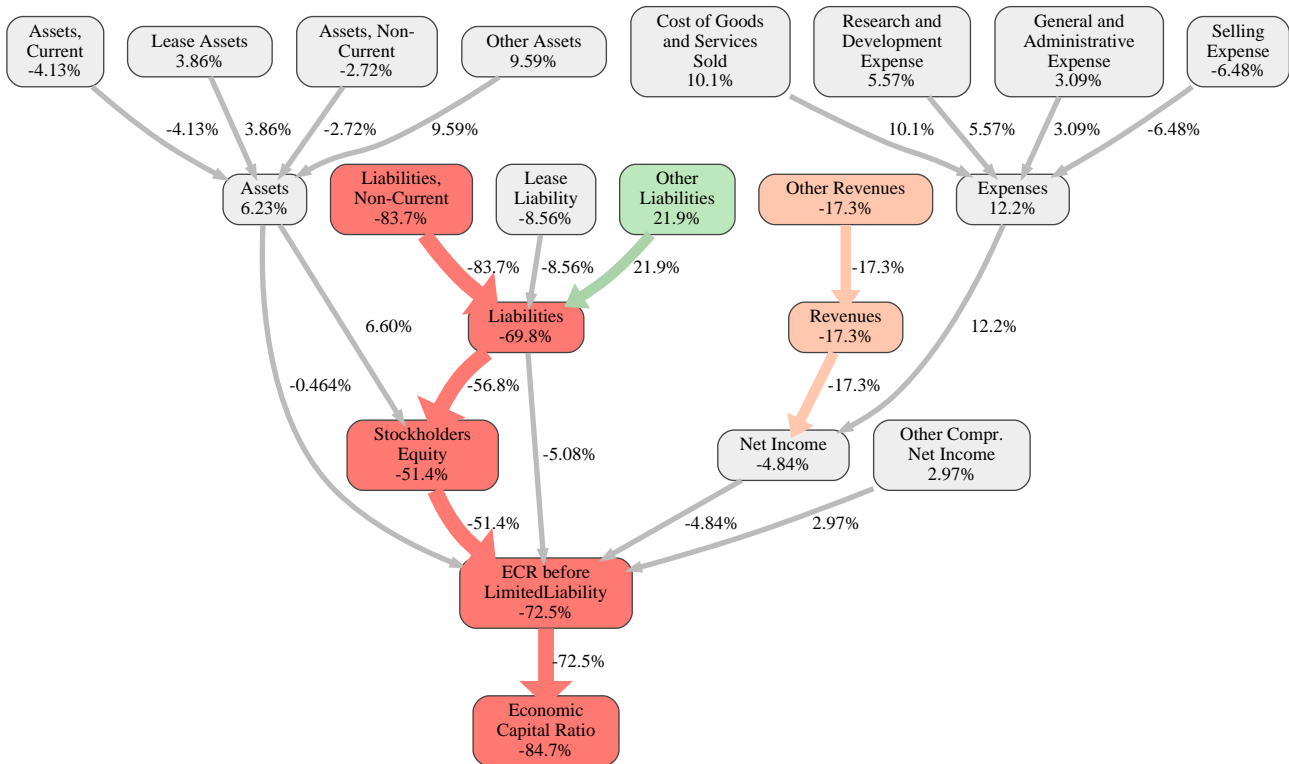 Assets,
Current
-4.13%
Lease Assets
3.86%
Assets, Non-
Current
-2.72%
Other Assets
9.59%
Cost of Goods
and Services
Sold
10.1%
Research and
Development
Expense
5.57%
General and
Administrative
Expense
3.09%
Selling
Expense
-6.48%
-4.13%
3.86%
-2.72%
9.59%
10.1%
5.57%
3.09%
-6.48%
Assets
6.23%
Liabilities,
Non-Current
-83.7%
Lease
Liability
-8.56%
Other
Liabilities
21.9%
Other Revenues
-17.3%
Expenses
12.2%
-83.7%
-8.56%
21.9%
-17.3%
Liabilities
-69.8%
Revenues
-17.3%
6.60%
12.2%
-0.464%
-56.8%
-17.3%
Stockholders
Equity
-51.4%
-5.08%
Net Income
-4.84%
Other Compr.
Net Income
2.97%
-51.4%
-4.84%
2.97%
ECR before
LimitedLiability
-72.5%
-72.5%
Economic
Capital Ratio
-84.7%